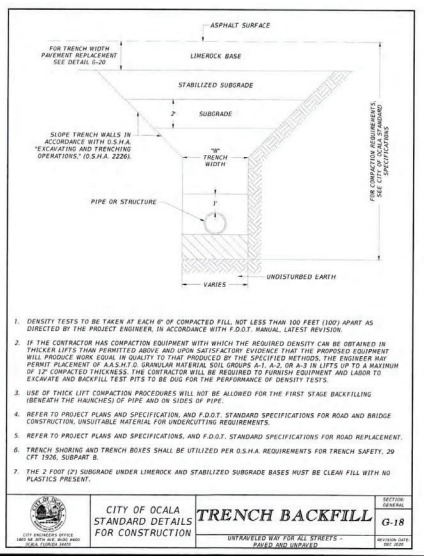 ASPHALT SURFACE
FOR TRENCH WIDTH
PAVEMENT REPLACEMENT
SEE DETAIL G-20
LIMEROCK BASE
STABILIZED SUBGRADE
2'
SUBGRADE
SLOPE TRENCH WALLS IN
ACCORDANCE WITH O.S.H.A.
"EXCAVATING AND TRENCHING
OPERATIONS," (O.S.H.A. 2226).
"W"
TRENCH
WIDTH
FOR COMPACTION REQUIREMENTS,
SEE CITY OF OCALA STANDARD
SPECIFICATIONS
1'
PIPE OR STRUCTURE
UNDISTURBED EARTH
VARIES
1. DENSITY TESTS TO BE TAKEN AT EACH 6" OF COMPACTED FILL, NOT LESS THAN 100 FEET (100') APART AS
DIRECTED BY THE PROJECT ENGINEER, IN ACCORDANCE WITH F.D.O.T. MANUAL, LATEST REVISION.
2. IF THE CONTRACTOR HAS COMPACTION EQUIPMENT WITH WHICH THE REQUIRED DENSITY CAN BE OBTAINED IN
THICKER LIFTS THAN PERMITTED ABOVE AND UPON SATISFACTORY EVIDENCE THAT THE PROPOSED EQUIPMENT
WILL PRODUCE WORK EQUAL IN QUALITY TO THAT PRODUCED BY THE SPECIFIED METHODS, THE ENGINEER MAY
PERMIT PLACEMENT OF A.A.S.H.T.O. GRANULAR MATERIAL SOIL GROUPS A-1, A-2, OR A-3 IN LIFTS UP TO A MAXIMUM
OF 12" COMPACTED THICKNESS. THE CONTRACTOR WILL BE REQUIRED TO FURNISH EQUIPMENT AND LABOR TO
EXCAVATE AND BACKFILL TEST PITS TO BE DUG FOR THE PERFORMANCE OF DENSITY TESTS.
3. USE OF THICK LIFT COMPACTION PROCEDURES WILL NOT BE ALLOWED FOR THE FIRST STAGE BACKFILLING
(BENEATH THE HAUNCHES) OF PIPE AND ON SIDES OF PIPE.
4. REFER TO PROJECT PLANS AND SPECIFICATION, AND F.D.O.T. STANDARD SPECIFICATIONS FOR ROAD AND BRIDGE
CONSTRUCTION, UNSUITABLE MATERIAL FOR UNDERCUTTING REQUIREMENTS.
5. REFER TO PROJECT PLANS AND SPECIFICATIONS, AND F.D.O.T. STANDARD SPECIFICATIONS FOR ROAD REPLACEMENT.
6. TRENCH SHORING AND TRENCH BOXES SHALL BE UTILIZED PER O.S.H.A. REQUIREMENTS FOR TRENCH SAFETY, 29
CFT 1926, SUBPART B.
7. THE 2 FOOT (2') SUBGRADE UNDER LIMEROCK AND STABILIZED SUBGRADE BASES MUST BE CLEAN FILL WITH NO
PLASTICS PRESENT.
CITY ENGINEERS OFFICE
OCALA, FLORIDA
CITY OF OCALA
STANDARD DETAILS
FOR CONSTRUCTION
TRENCH BACKFILL
UNTRAVELED WAY FOR ALL STREETS -
PAVED AND UNPAVED
SECTION:
GENERAL
G-18
REVISION DATE:
DEC 2020